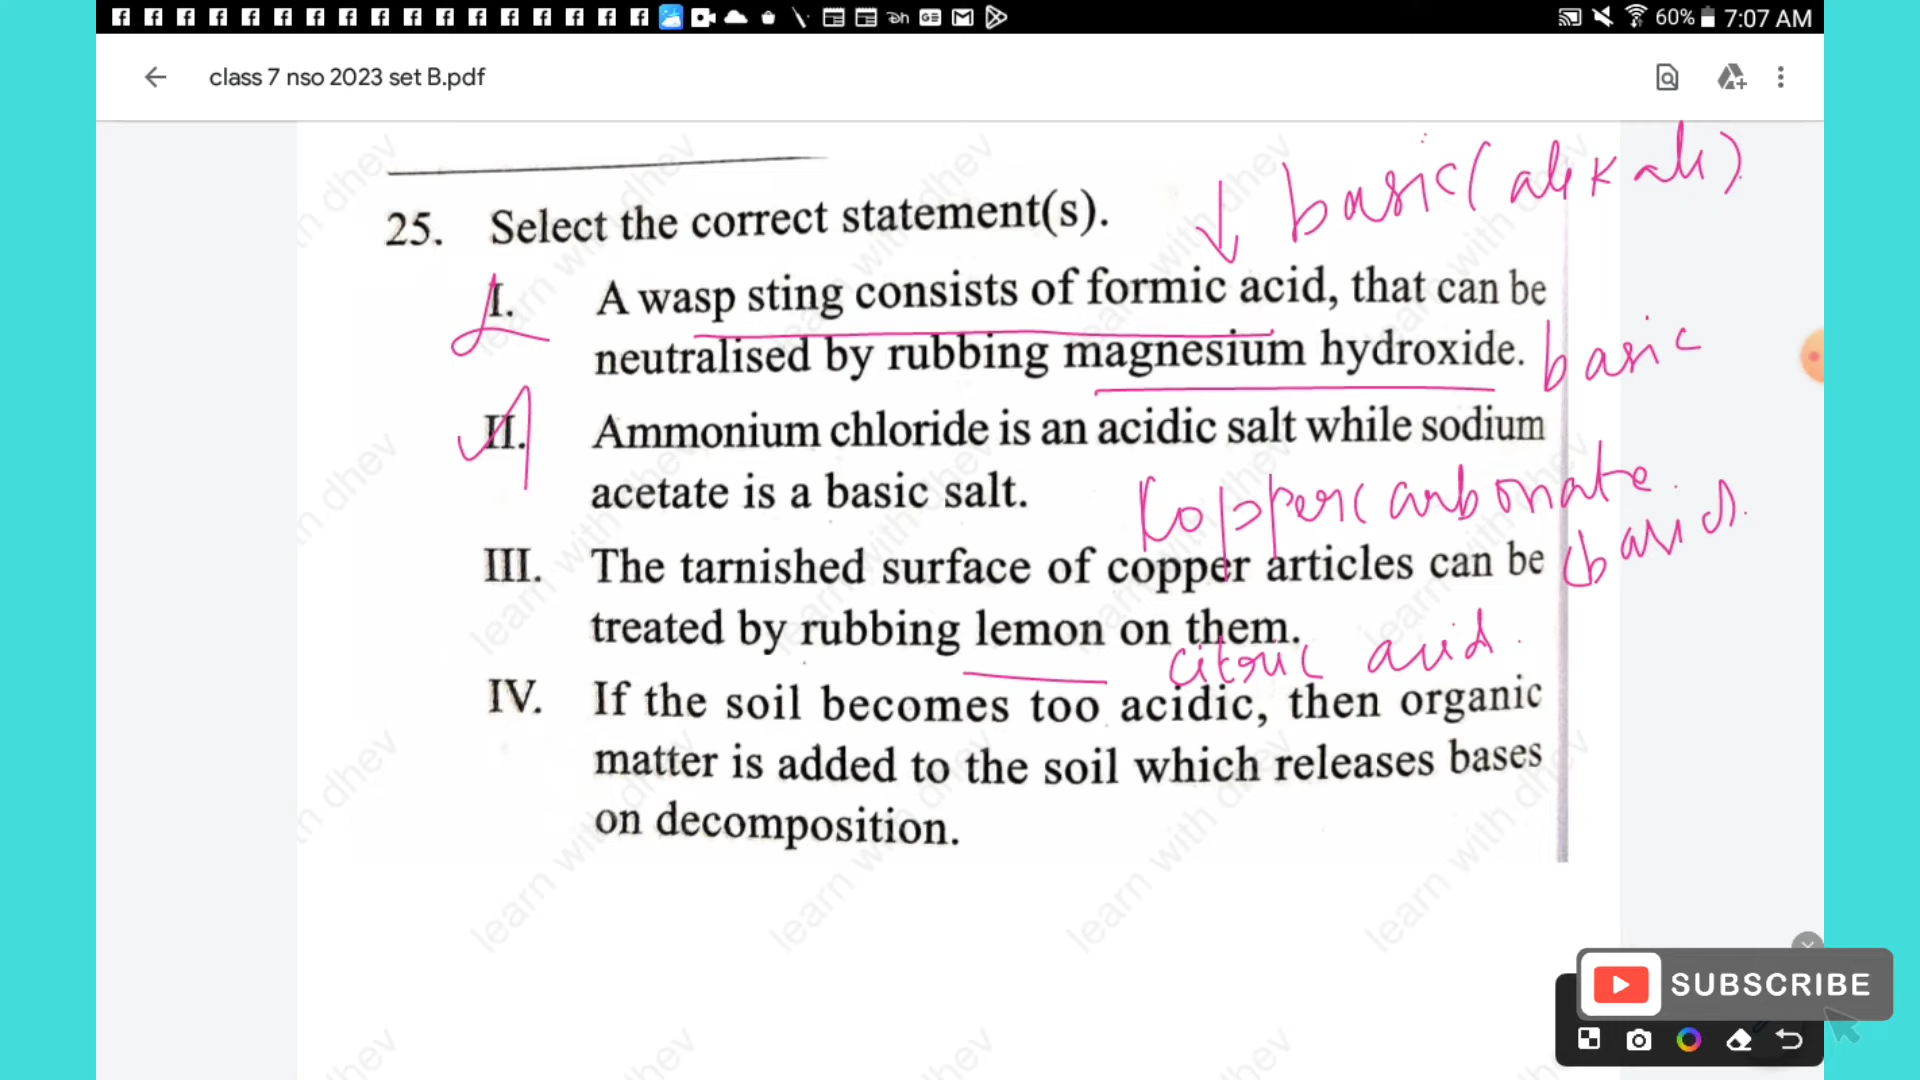 60% 7:07 AM
class 7 nso 2023 set B.pdf
basic (alkali)
25. Select the correct statement(s).
I. A wasp sting consists of formic acid, that can be
neutralised by rubbing magnesium hydroxide.
basic
II. Ammonium chloride is an acidic salt while sodium
acetate is a basic salt.
Copper carbonate.
(basic)
III. The tarnished surface of copper articles can be
treated by rubbing lemon on them.
citric acid.
IV. If the soil becomes too acidic, then organic
matter is added to the soil which releases bases
on decomposition.
learn with dhev
SUBSCRIBE